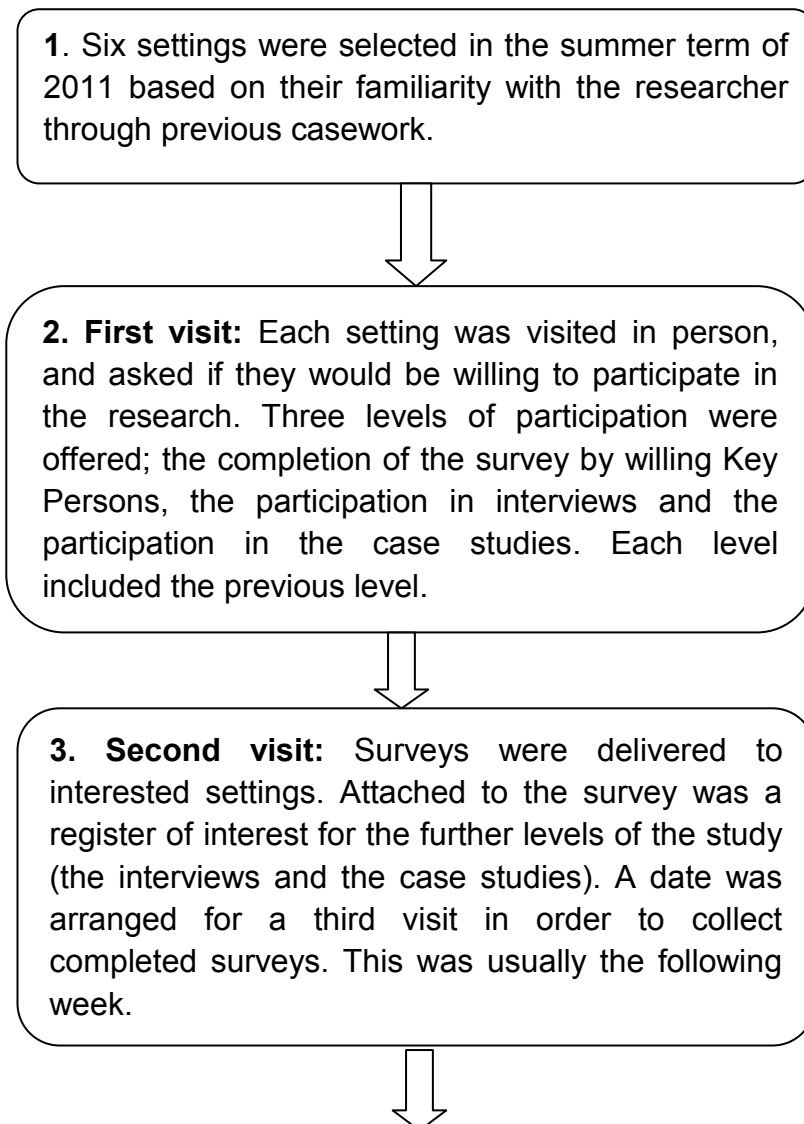 1. Six settings were selected in the summer term of
2011 based on their familiarity with the researcher
through previous casework.
2. First visit: Each setting was visited in person,
and asked if they would be willing to participate in
the research. Three levels of participation were
offered; the completion of the survey by willing Key
Persons, the participation in interviews and the
participation in the case studies. Each level
included the previous level.
3. Second visit: Surveys were delivered to
interested settings. Attached to the survey was a
register of interest for the further levels of the study
(the interviews and the case studies). A date was
arranged for a third visit in order to collect
completed surveys. This was usually the following
week.